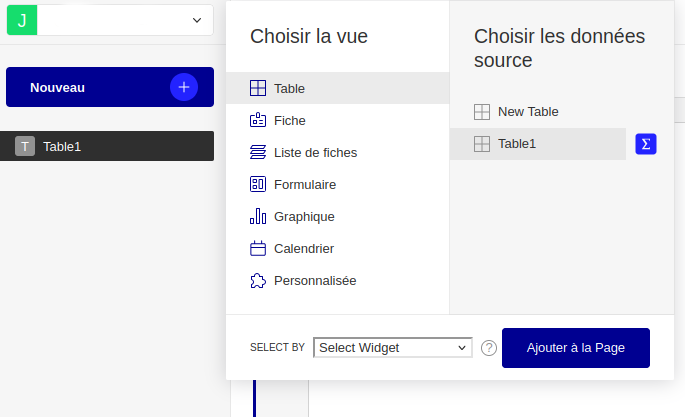 J
Nouveau
T Table1
Choisir la vue
Table
Fiche
Liste de fiches
Formulaire
Graphique
Calendrier
Personnalisée
Choisir les données
source
New Table
Table1 Σ
SELECT BY Select Widget ? Ajouter à la Page